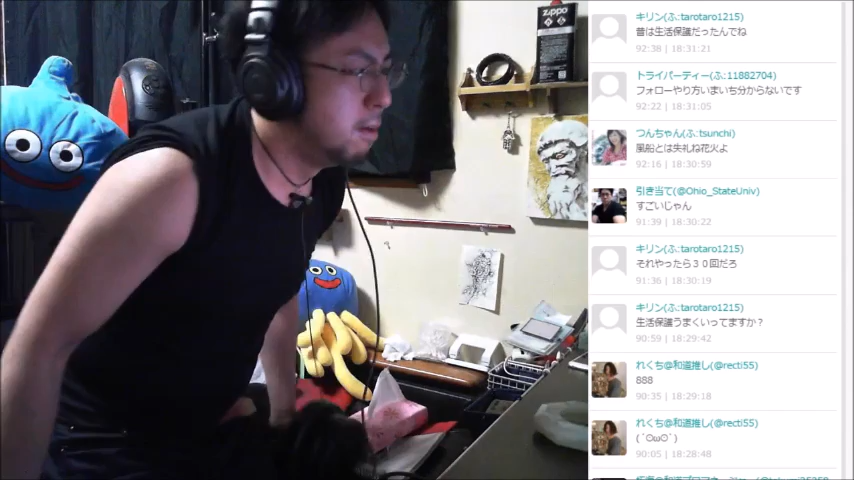 zippo
キリン(ふ:tarotaro1215)
昔は生活保護だったんでね
92:38 | 18:31:21
トライパーティー(ふ:11882704)
フォローやり方いまいち分からないです
92:22 | 18:31:05
つんちゃん(ふ:tsunchi)
風船とは失礼ね花火よ
92:16 | 18:30:59
引き当て(@Ohio_StateUniv)
すごいじゃん
91:39 | 18:30:22
キリン(ふ:tarotaro1215)
それやったら３０回だろ
91:36 | 18:30:19
キリン(ふ:tarotaro1215)
生活保護うまくいってますか？
90:59 | 18:29:42
れくち@和道推し(@recti55)
888
90:35 | 18:29:18
れくち@和道推し(@recti55)
(´⊙ω⊙`)
90:05 | 18:28:48